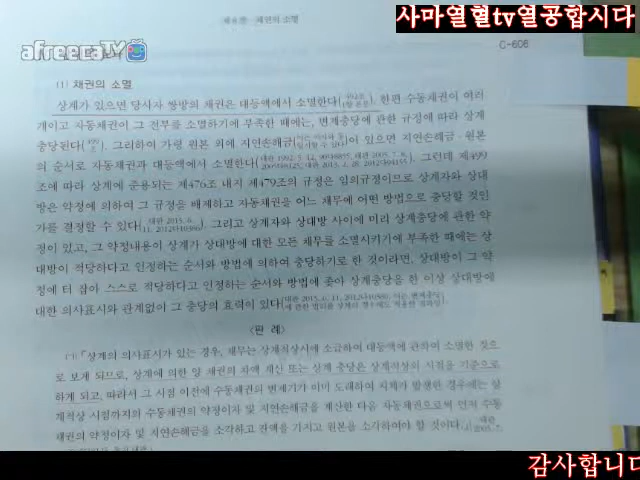 사마열혈tv열공합시다
제6장 채권의 소멸
afreecaTV
C-606
(1) 채권의 소멸
상계가 있으면 당사자 쌍방의 채권은 대등액에서 소멸한다. 한편 수동채권이 여러
개이고 자동채권이 그 전부를 소멸하기에 부족한 때에는, 변제충당에 관한 규정에 따라 상계
충당된다(499조). 그리하여 가령 원본 외에 지연손해금이 있으면 지연손해금·원본
의 순서로 자동채권과 대등액에서 소멸한다. 그런데 제499
조에 따라 상계에 준용되는 제476조 내지 제479조의 규정은 임의규정이므로 상계자와 상대
방은 약정에 의하여 그 규정을 배제하고 자동채권을 어느 채무에 어떤 방법으로 충당할 것인
가를 결정할 수 있다(대판 2015. 6. 11, 2012다10386). 그리고 상계자와 상대방 사이에 미리 상계충당에 관한 약
정이 있고, 그 약정내용이 상계가 상대방에 대한 모든 채무를 소멸시키기에 부족한 때에는 상
대방이 적당하다고 인정하는 순서와 방법에 의하여 충당하기로 한 것이라면, 상대방이 그 약
정에 터 잡아 스스로 적당하다고 인정하는 순서와 방법에 좇아 상계충당을 한 이상 상대방에
대한 의사표시와 관계없이 그 충당의 효력이 있다
〈판 례〉
「상계의 의사표시가 있는 경우, 채무는 상계적상시에 소급하여 대등액에 관하여 소멸한 것으
로 보게 되므로, 상계에 의한 양 채권의 차액 계산 또는 상계 충당은 상계적상의 시점을 기준으로
하게 되고, 따라서 그 시점 이전에 수동채권의 변제기가 이미 도래하여 지체가 발생한 경우에는 상
계적상 시점까지의 수동채권의 약정이자 및 지연손해금을 계산한 다음 자동채권으로써 먼저 수동
채권의 약정이자 및 지연손해금을 소각하고 잔액을 가지고 원본을 소각하여야 할 것이다.」
감사합니다